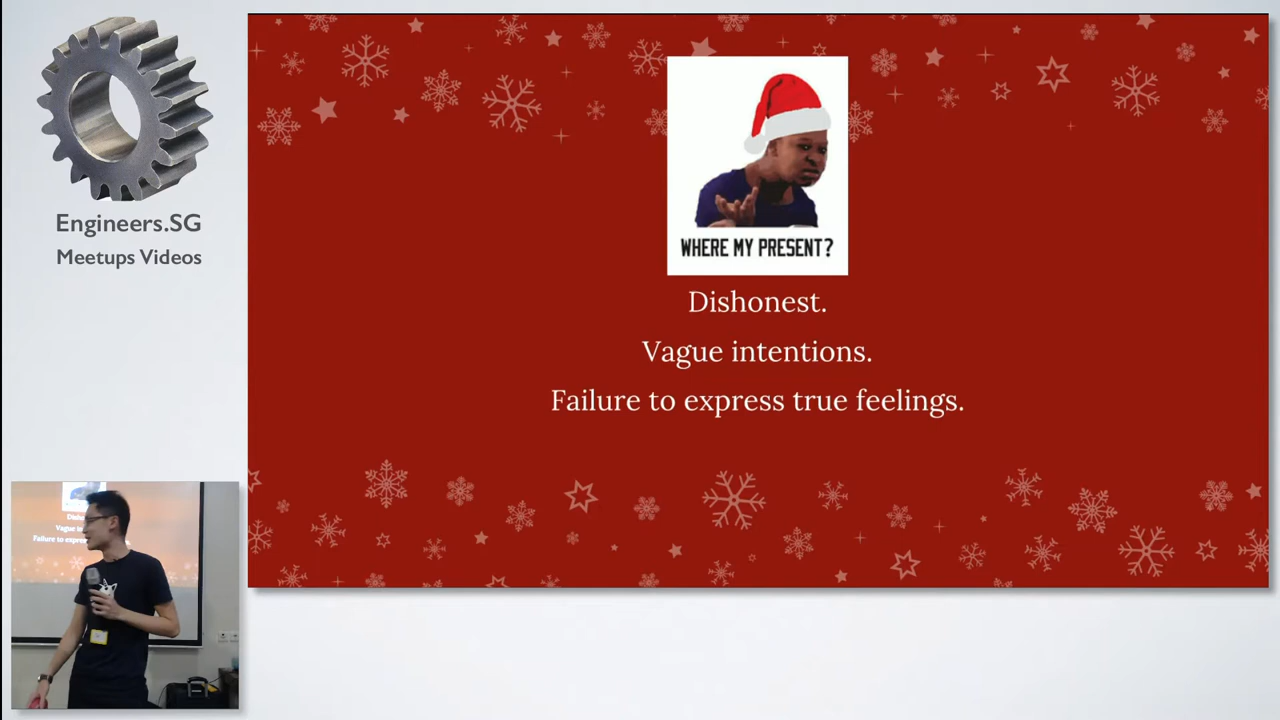 Engineers.SG
Meetups Videos
WHERE MY PRESENT?
Dishonest.
Vague intentions.
Failure to express true feelings.